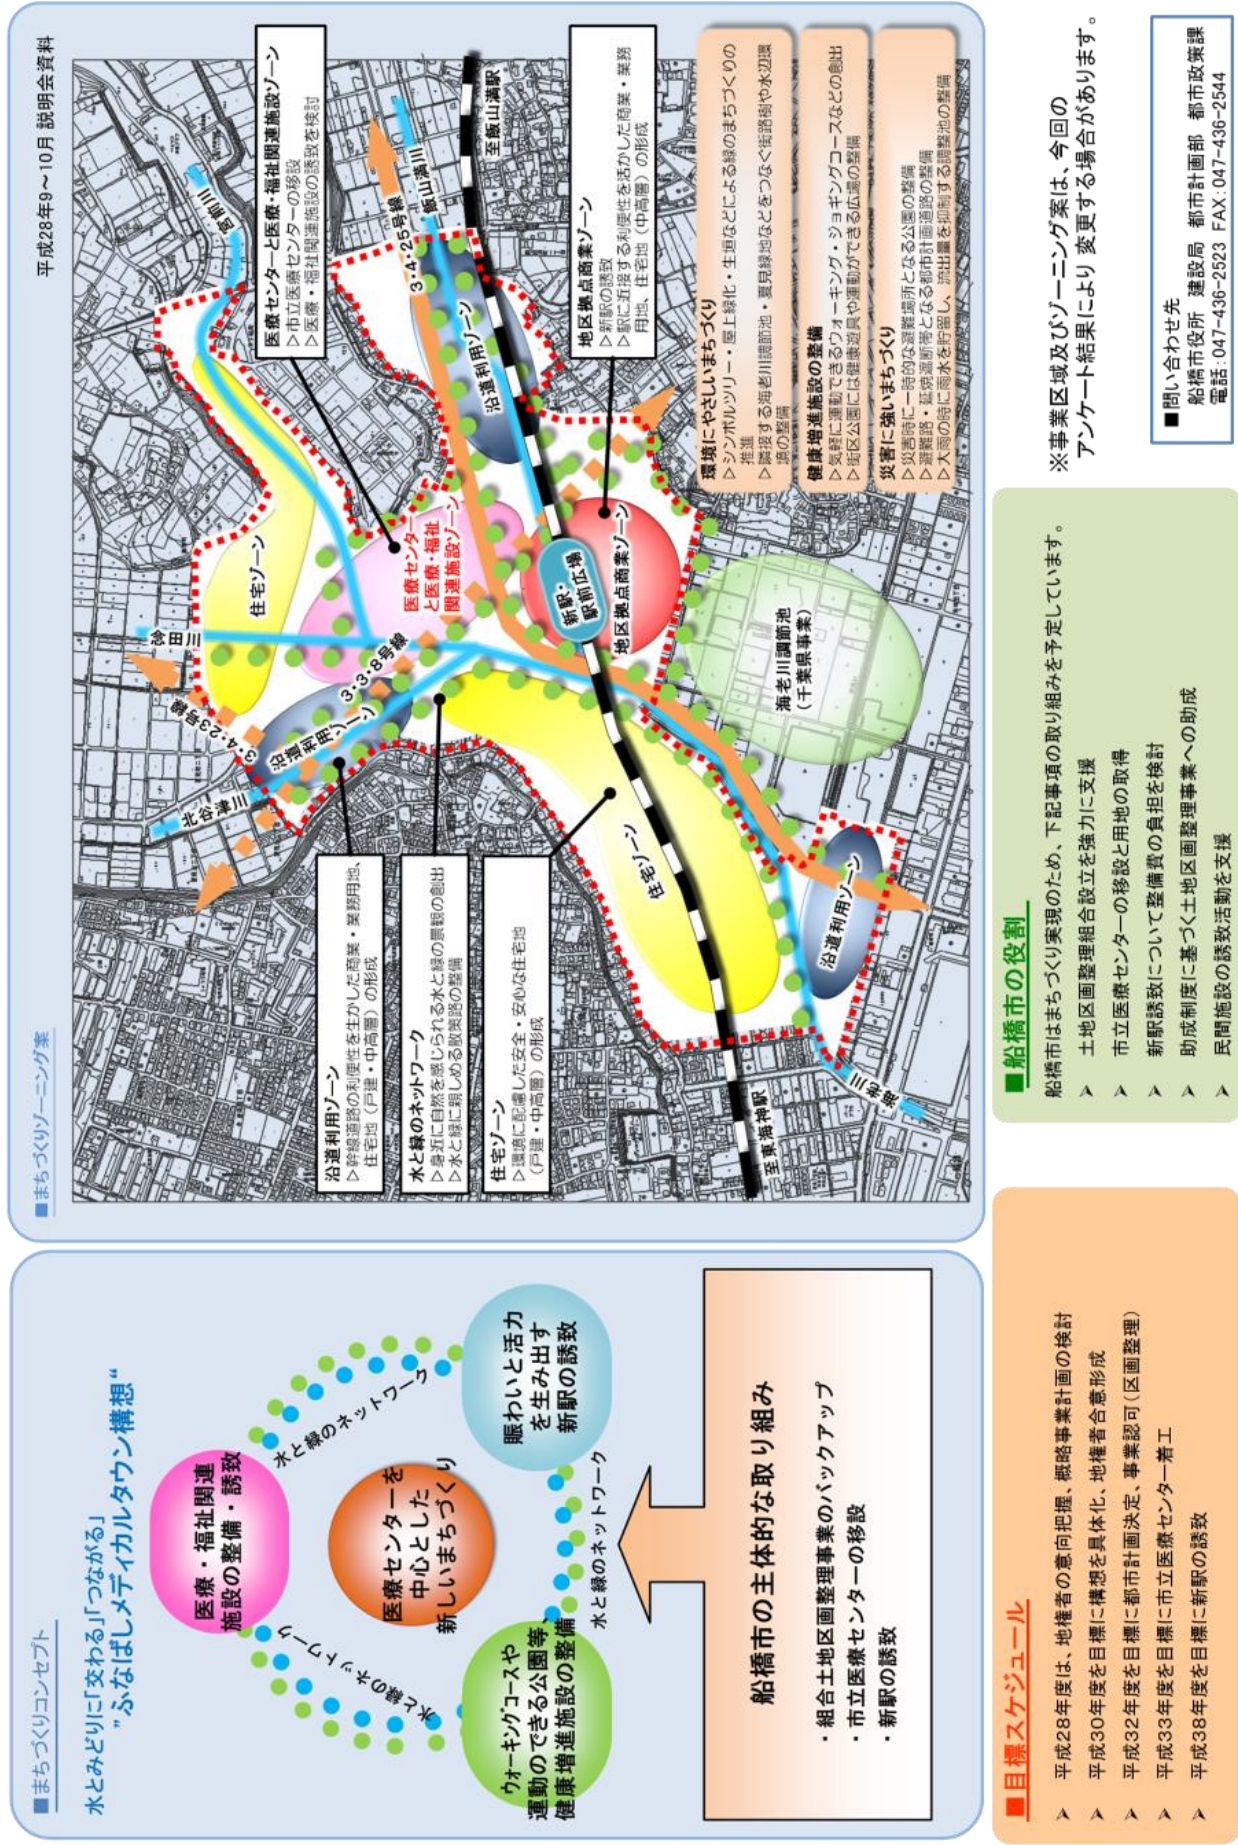 平成28年9～10月 説明会資料
■まちづくりコンセプト
水とみどりに「交わる」「つながる」
”ふなばしメディカルタウン構想“
医療・福祉関連
施設の整備・誘致
水と緑のネットワーク
水と緑のネットワーク
医療センターを
中心とした
新しいまちづくり
ウォーキングコースや
運動のできる公園等、
健康増進施設の整備
賑わいと活力
を生み出す
新駅の誘致
水と緑のネットワーク
船橋市の主体的な取り組み
・組合土地区画整理事業のバックアップ
・市立医療センターの移設
・新駅の誘致
■まちづくりゾーニング案
沿道利用ゾーン
▷幹線道路の利便性を生かした商業・業務用地、
住宅地（戸建・中高層）の形成
水と緑のネットワーク
▷身近に自然を感じられる水と緑の景観の創出
▷水と緑に親しめる散策路の整備
住宅ゾーン
▷環境に配慮した安全・安心な住宅地
（戸建・中高層）の形成
医療センターと医療・福祉関連施設ゾーン
▷市立医療センターの移設
▷医療・福祉関連施設の誘致を検討
地区拠点商業ゾーン
▷新駅の誘致
▷駅に近接する利便性を活かした商業・業務
用地、住宅地（中高層）の形成
北谷津川
3・4・23号線
念田川
宮前川
住宅ゾーン
沿道利用ゾーン
3・3・8号線
医療センター
と医療・福祉
関連施設ゾーン
3・4・25号線
飯山満川
至飯山満駅
沿道利用ゾーン
新駅・
駅前広場
地区拠点商業ゾーン
住宅ゾーン
海老川調節池
（千葉県事業）
沿道利用ゾーン
至東海神駅
海老川
環境にやさしいまちづくり
▷シンボルツリー・屋上緑化・生垣などによる緑のまちづくりの
推進
▷隣接する海老川調節池・夏見緑地などをつなぐ街路樹や水辺環
境の整備
健康増進施設の整備
▷気軽に運動できるウォーキング・ジョギングコースなどの創出
▷街区公園には健康遊具や運動ができる広場の整備
災害に強いまちづくり
▷災害時に一時的な避難場所となる公園の整備
▷避難路・延焼遮断帯となる都市計画道路の整備
▷大雨の時に雨水を貯留し、流出量を抑制する調整池の整備
■目標スケジュール
➢ 平成28年度は、地権者の意向把握、概略事業計画の検討
➢ 平成30年度を目標に構想を具体化、地権者合意形成
➢ 平成32年度を目標に都市計画決定、事業認可（区画整理）
➢ 平成33年度を目標に市立医療センター着工
➢ 平成38年度を目標に新駅の誘致
■船橋市の役割
船橋市はまちづくり実現のため、下記事項の取り組みを予定しています。
➢ 土地区画整理組合設立を強力に支援
➢ 市立医療センターの移設と用地の取得
➢ 新駅誘致について整備費の負担を検討
➢ 助成制度に基づく土地区画整理事業への助成
➢ 民間施設の誘致活動を支援
※事業区域及びゾーニング案は、今回の
アンケート結果により 変更する場合があります。
■問い合わせ先
船橋市役所 建設局 都市計画部 都市政策課
電話：047-436-2523 FAX：047-436-2544